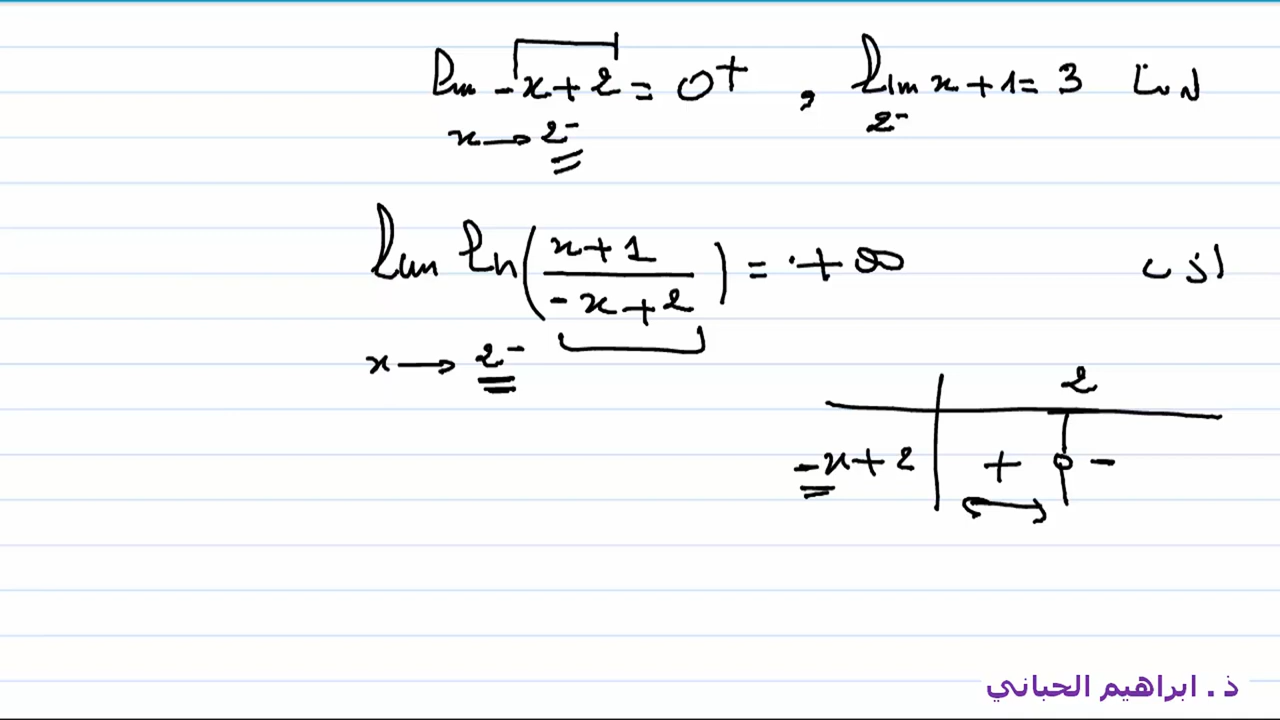 لدينا lim x+1=3 , lim -x+2=0⁺
2⁻ x→2⁻
اذن lim ln((x+1)/(-x+2)) = +∞
x→2⁻
2
-x+2 + 0 -
ذ . ابراهيم الحباني